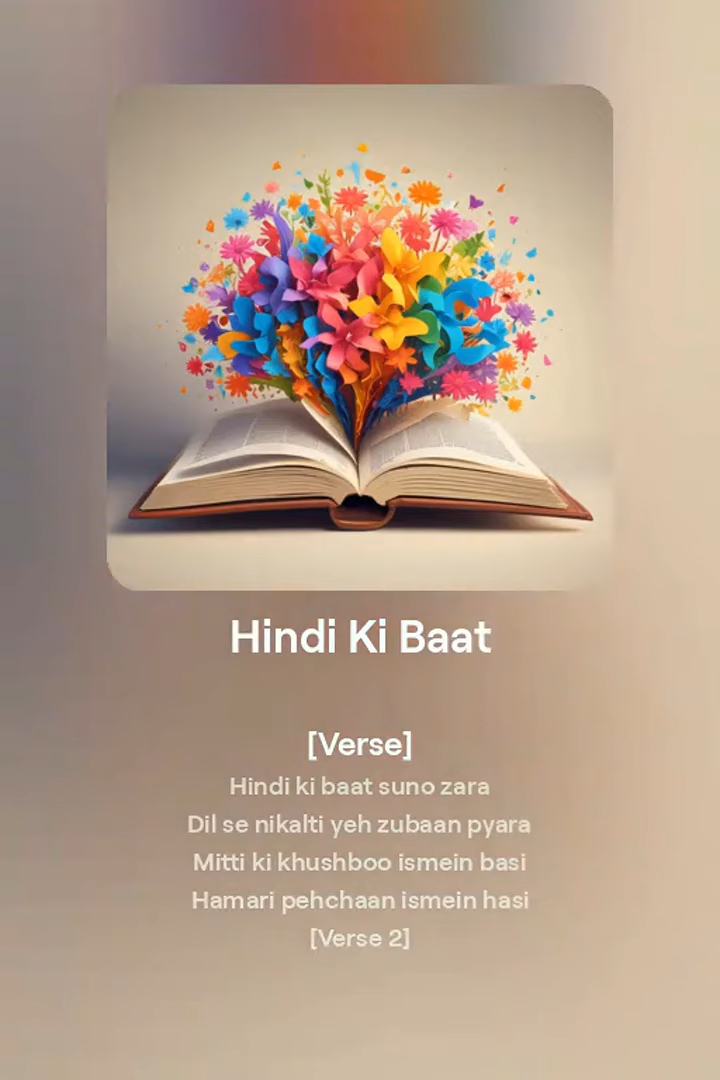 Hindi Ki Baat
[Verse]
Hindi ki baat suno zara
Dil se nikalti yeh zubaan pyara
Mitti ki khushboo ismein basi
Hamari pehchaan ismein hasi
[Verse 2]